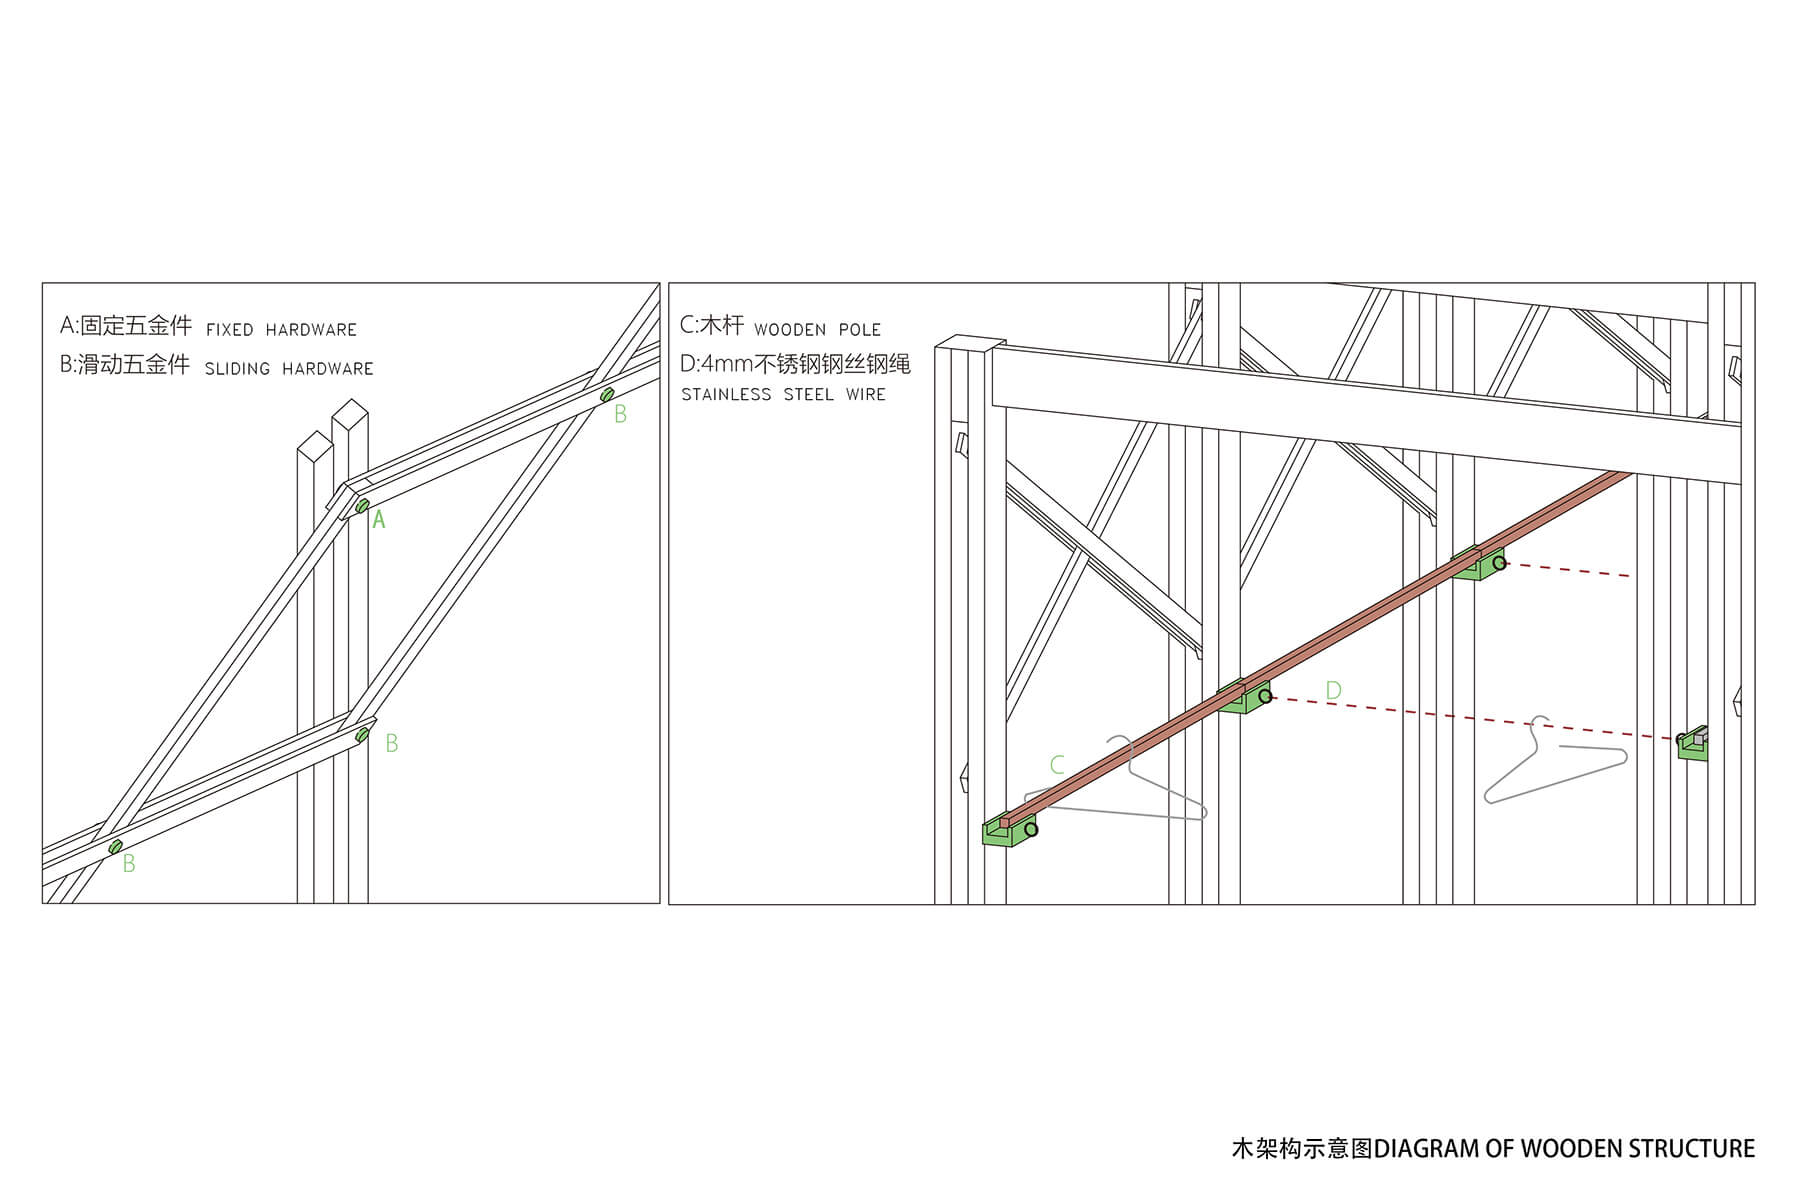 A:固定五金件 FIXED HARDWARE
B:滑动五金件 SLIDING HARDWARE
B
A
B
B
C:木杆 WOODEN POLE
D:4mm不锈钢钢丝钢绳
STAINLESS STEEL WIRE
D
C
木架构示意图DIAGRAM OF WOODEN STRUCTURE